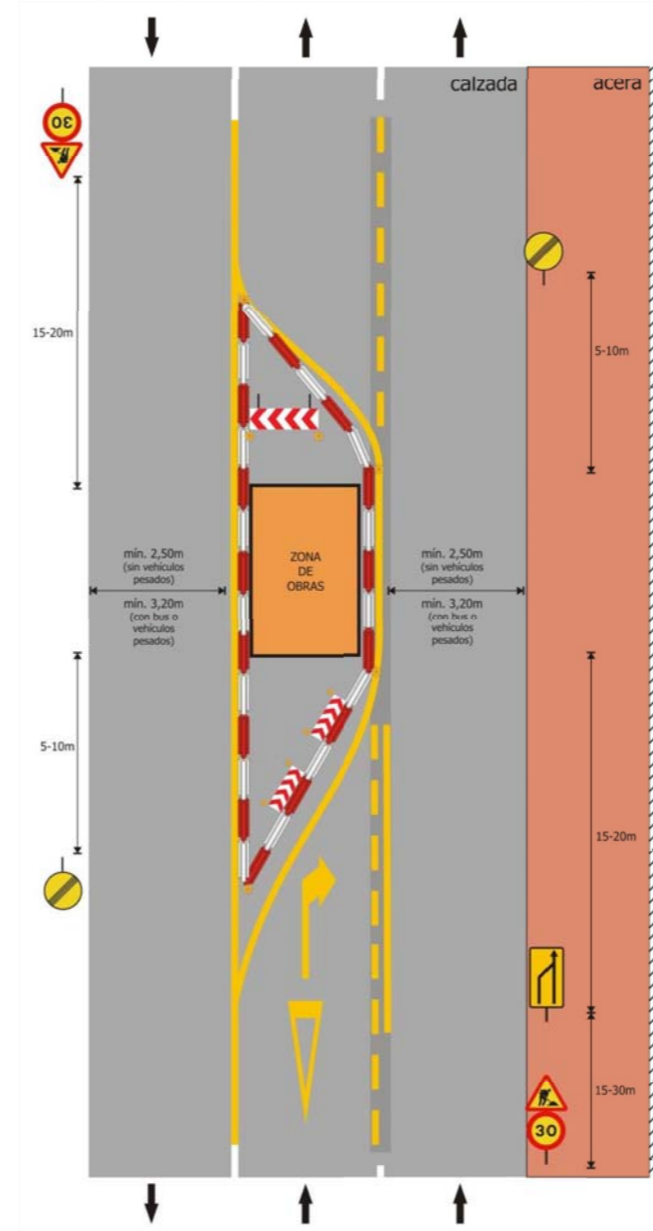 calzada
acera
30
15-20m
5-10m
mín. 2,50m
(sin vehículos
pesados)
mín. 3,20m
(con bus o
vehículos
pesados)
ZONA
DE
OBRAS
mín. 2,50m
(sin vehículos
pesados)
mín. 3,20m
(con bus o
vehículos
pesados)
5-10m
15-20m
15-30m
30